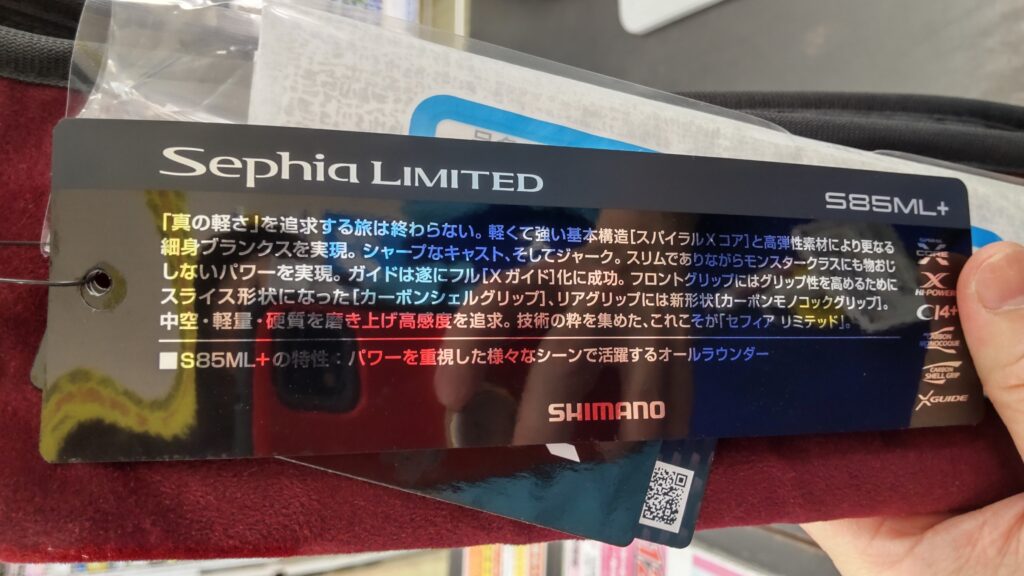 Sephia LIMITED
S85ML+
「真の軽さ」を追求する旅は終わらない。軽くて強い基本構造[スパイラルXコア]と高弾性素材により更なる
細身ブランクスを実現。シャープなキャスト、そしてジャーク。スリムでありながらモンスタークラスにも物おじ
しないパワーを実現。ガイドは遂にフル[Xガイド]化に成功。フロントグリップにはグリップ性を高めるために
スライス形状になった[カーボンシェルグリップ]、リアグリップには新形状[カーボンモノコックグリップ]。
中空・軽量・硬質を磨き上げ高感度を追求。技術の粋を集めた、これこそが「セフィア リミテッド」。
■S85ML+の特性：パワーを重視した様々なシーンで活躍するオールラウンダー
SHIMANO
X
HI-POWER
CI4+
CARBON
MONOCOQUE
CARBON
SHELL GRIP
XGUIDE